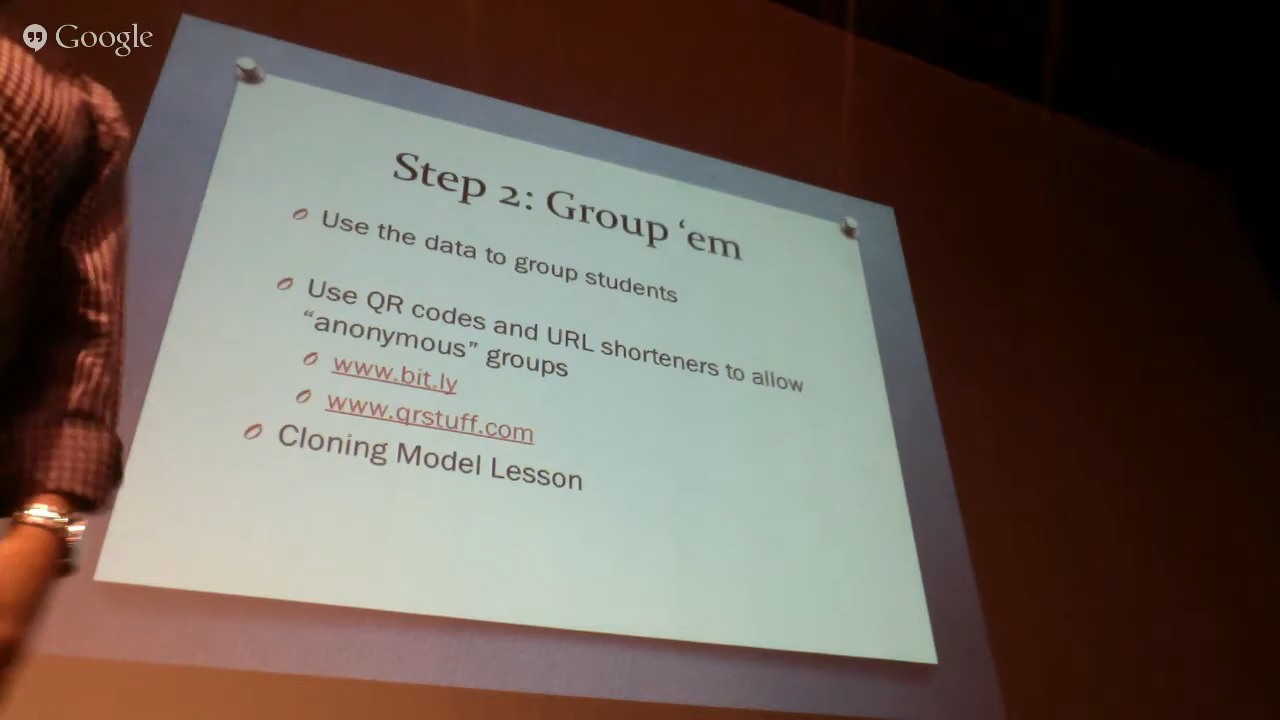 Google
Step 2: Group ‘em
Use the data to group students
Use QR codes and URL shorteners to allow
“anonymous” groups
www.bit.ly
www.qrstuff.com
Cloning Model Lesson